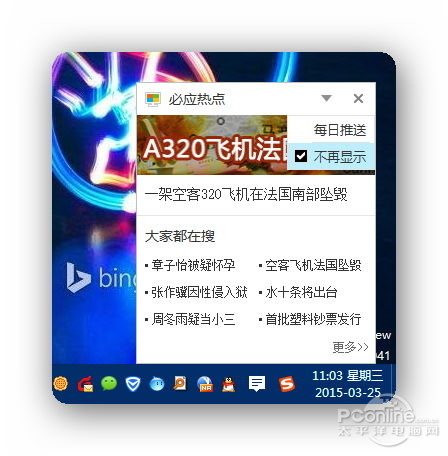 必应热点
每日推送
不再显示
A320飞机法国
一架空客320飞机在法国南部坠毁
大家都在搜
章子怡被疑怀孕
空客飞机法国坠毁
张作骥因性侵入狱
水十条将出台
周冬雨疑当小三
首批塑料钞票发行
更多>>
bing
ew
041
11:03 星期三
2015-03-25
PConline
.com.cn
太平洋电脑网